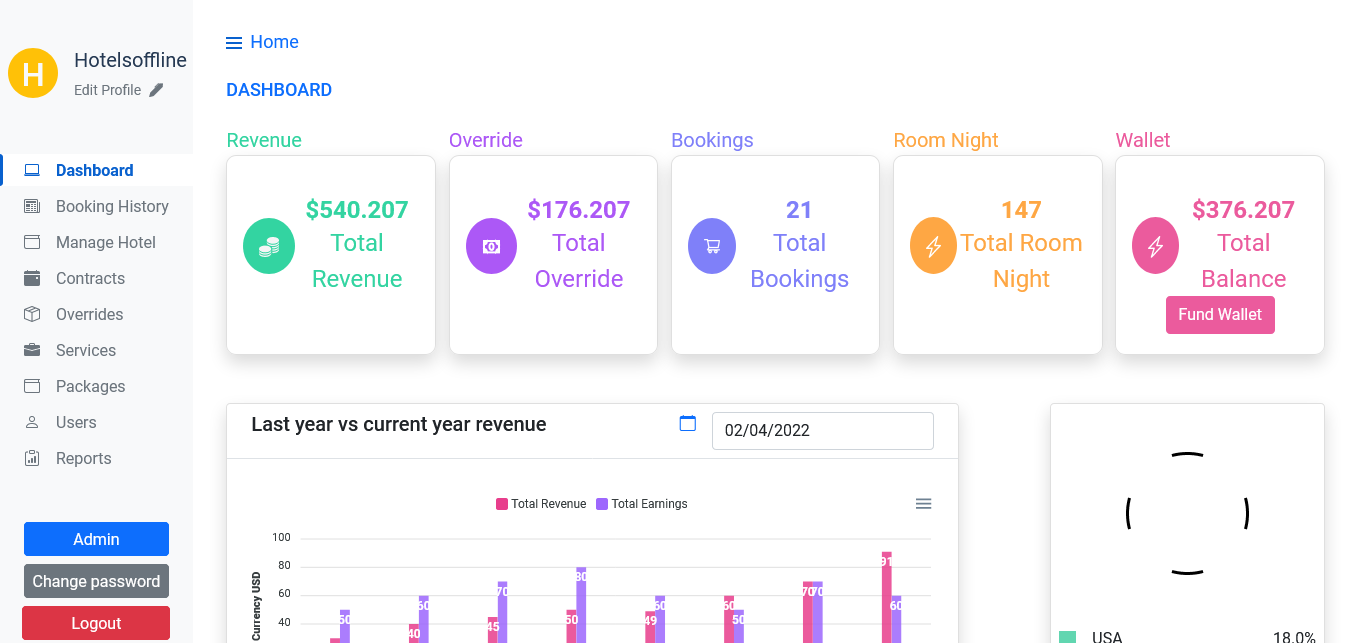 H
Hotelsoffline
Edit Profile
Dashboard
Booking History
Manage Hotel
Contracts
Overrides
Services
Packages
Users
Reports
Admin
Change password
Logout
Home
DASHBOARD
Revenue
$540.207
Total
Revenue
Override
$176.207
Total
Override
Bookings
21
Total
Bookings
Room Night
147
Total Room
Night
Wallet
$376.207
Total
Balance
Fund Wallet
Last year vs current year revenue
02/04/2022
Total Revenue
Total Earnings
Currency USD
100
80
60
40
50
40
60
45
70
50
80
49
60
60
50
70
70
91
60
USA
18.0%